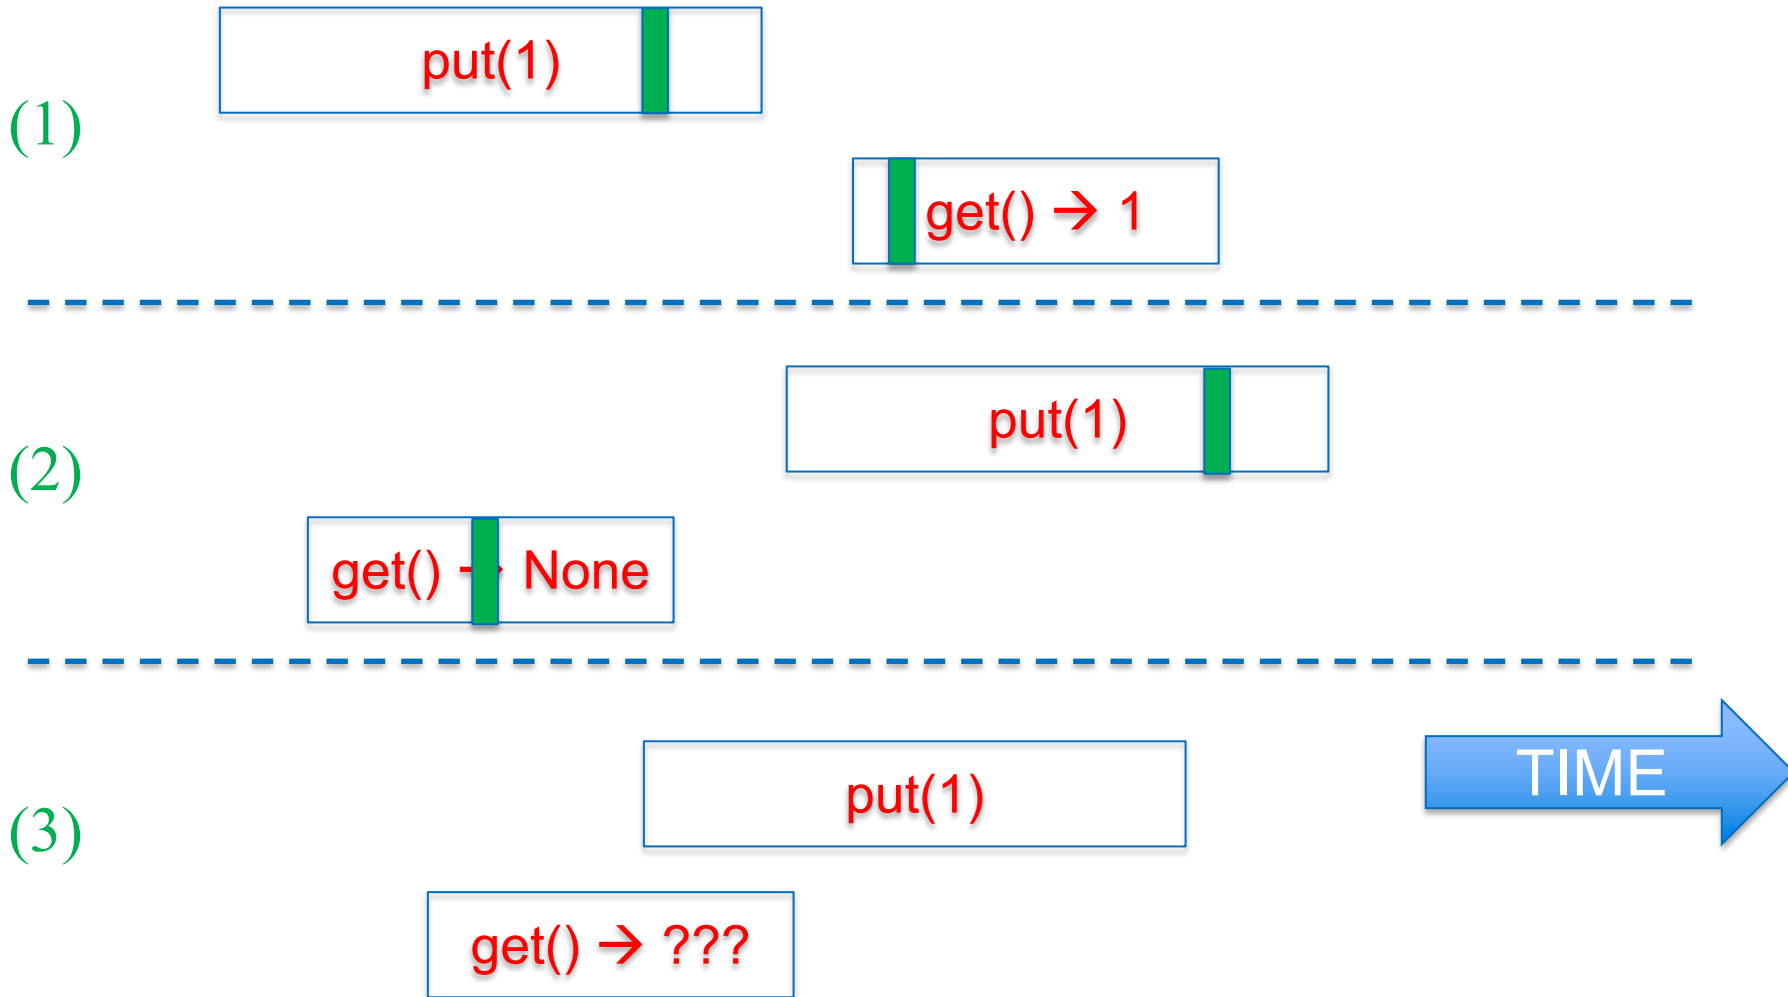 put(1)
(1)
get() → 1
put(1)
(2)
get() → None
put(1)
TIME
(3)
get() → ???